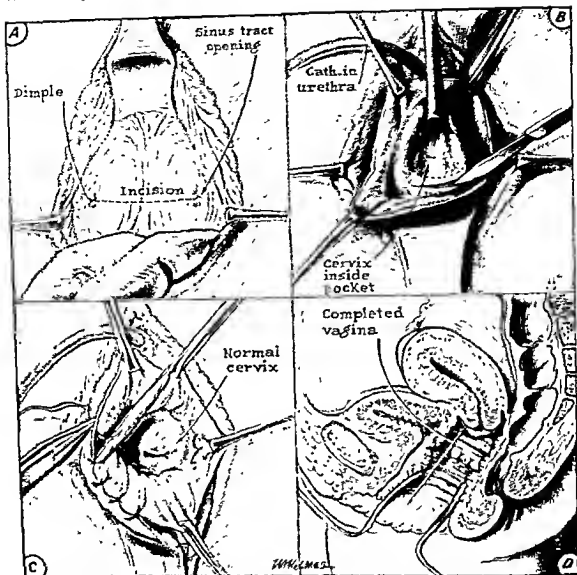 A
Sinus tract
opening
Dimple
Incision
B
Cath. in
urethra
Cervix
inside
pocket
C
Normal
cervix
Completed
vagina
D